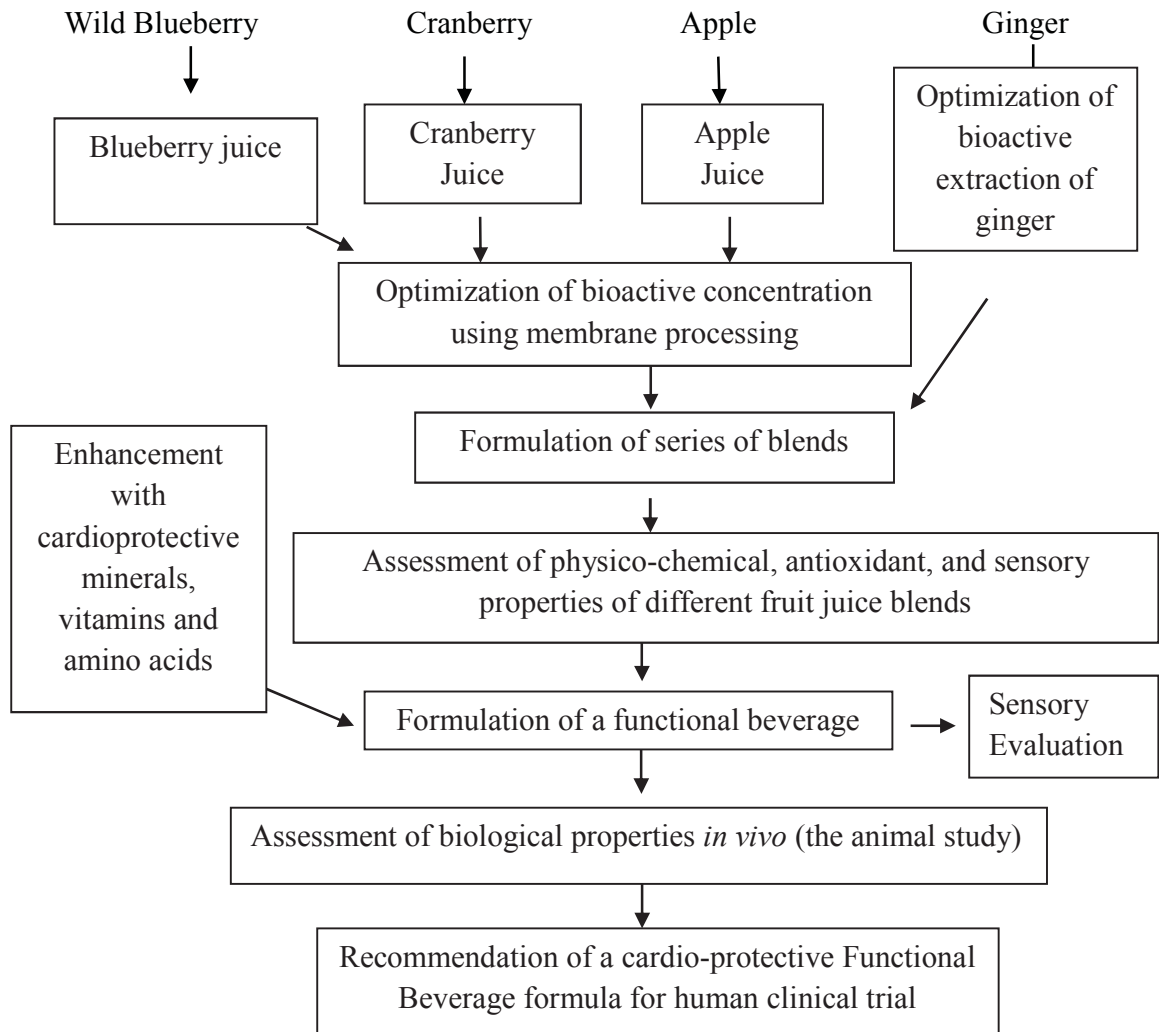 Wild Blueberry
Cranberry
Apple
Ginger
Blueberry juice
Cranberry
Juice
Apple
Juice
Optimization of
bioactive
extraction of
ginger
Optimization of bioactive concentration
using membrane processing
Formulation of series of blends
Enhancement
with
cardioprotective
minerals,
vitamins and
amino acids
Assessment of physico-chemical, antioxidant, and sensory
properties of different fruit juice blends
Formulation of a functional beverage
Sensory
Evaluation
Assessment of biological properties in vivo (the animal study)
Recommendation of a cardio-protective Functional
Beverage formula for human clinical trial